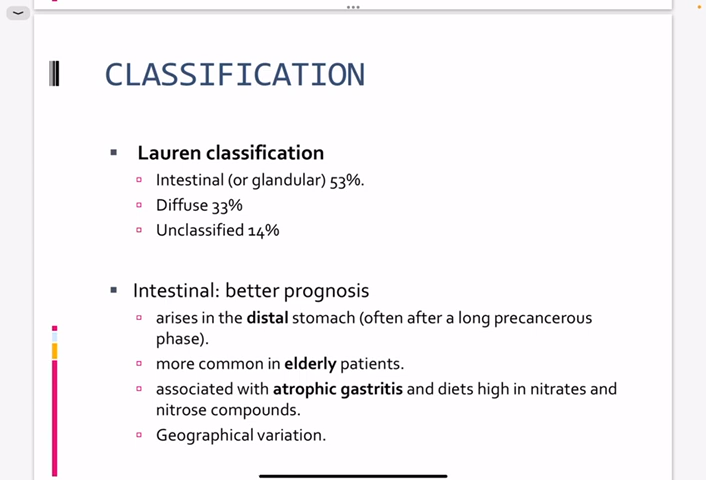 CLASSIFICATION
Lauren classification
Intestinal (or glandular) 53%.
Diffuse 33%
Unclassified 14%
Intestinal: better prognosis
arises in the distal stomach (often after a long precancerous
phase).
more common in elderly patients.
associated with atrophic gastritis and diets high in nitrates and
nitrose compounds.
Geographical variation.